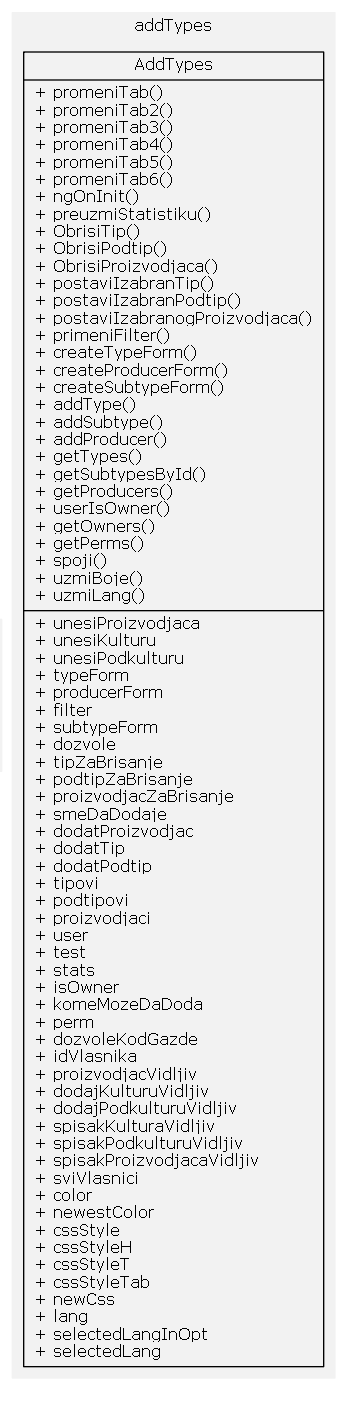 addTypes
AddTypes
+ promeniTab()
+ promeniTab2()
+ promeniTab3()
+ promeniTab4()
+ promeniTab5()
+ promeniTab6()
+ ngOnInit()
+ preuzmiStatistiku()
+ ObrisiTip()
+ ObrisiPodtip()
+ ObrisiProizvodjaca()
+ postaviIzabranTip()
+ postaviIzabranPodtip()
+ postaviIzabranogProizvodjaca()
+ primeniFilter()
+ createTypeForm()
+ createProducerForm()
+ createSubtypeForm()
+ addType()
+ addSubtype()
+ addProducer()
+ getTypes()
+ getSubtypesById()
+ getProducers()
+ userIsOwner()
+ getOwners()
+ getPerms()
+ spoji()
+ uzmiBoje()
+ uzmiLang()
+ unesiProizvodjaca
+ unesiKulturu
+ unesiPodkulturu
+ typeForm
+ producerForm
+ filter
+ subtypeForm
+ dozvole
+ tipZaBrisanje
+ podtipZaBrisanje
+ proizvodjacZaBrisanje
+ smeDaDodaje
+ dodatProizvodjac
+ dodatTip
+ dodatPodtip
+ tipovi
+ podtipovi
+ proizvodjaci
+ user
+ test
+ stats
+ isOwner
+ komeMozeDaDoda
+ perm
+ dozvoleKodGazde
+ idVlasnika
+ proizvodjacVidljiv
+ dodajKulturuVidljiv
+ dodajPodkulturuVidljiv
+ spisakKulturaVidljiv
+ spisakPodkulturuVidljiv
+ spisakProizvodjacaVidljiv
+ sviVlasnici
+ color
+ newestColor
+ cssStyle
+ cssStyleH
+ cssStyleT
+ cssStyleTab
+ newCss
+ lang
+ selectedLangInOpt
+ selectedLang